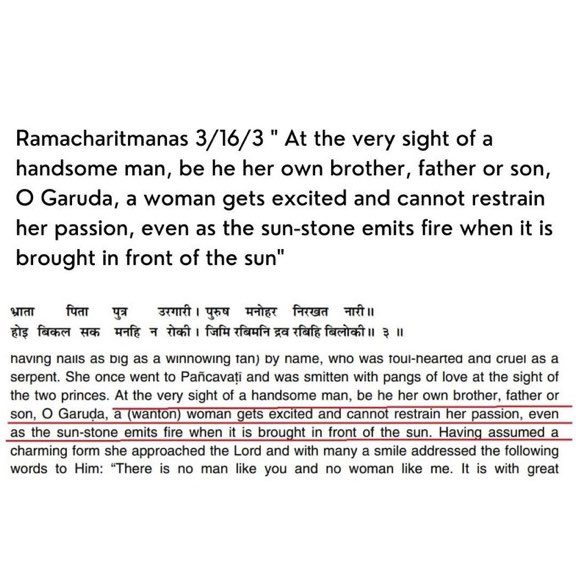 Ramacharitmanas 3/16/3 " At the very sight of a
handsome man, be he her own brother, father or son,
O Garuda, a woman gets excited and cannot restrain
her passion, even as the sun-stone emits fire when it is
brought in front of the sun"
भ्राता पिता पुत्र उरगारी। पुरुष मनोहर निरखत नारी॥
होइ बिकल सक मनहि न रोकी। जिमि रबिमनि द्रव रबिहि बिलोकी॥ ३ ॥
having nails as big as a winnowing fan) by name, who was foul-hearted and cruel as a
serpent. She once went to Pañcavaṭī and was smitten with pangs of love at the sight of
the two princes. At the very sight of a handsome man, be he her own brother, father or
son, O Garuḍa, a (wanton) woman gets excited and cannot restrain her passion, even
as the sun-stone emits fire when it is brought in front of the sun. Having assumed a
charming form she approached the Lord and with many a smile addressed the following
words to Him: “There is no man like you and no woman like me. It is with great